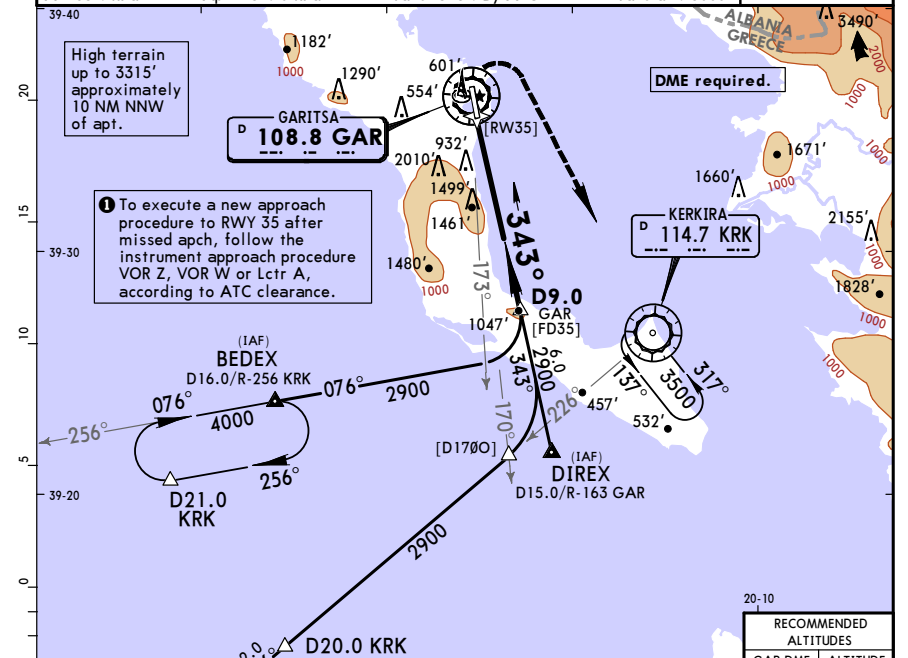 39-40
ALBANIA
GREECE
3490'
2000
1000
High terrain
up to 3315'
approximately
10 NM NNW
of apt.
1182'
1000
1290'
601'
554'
DME required.
20
GARITSA
D 108.8 GAR
[RW35]
932'
2010'
1499'
1461'
1480'
1000
1671'
1000
1000
1660'
2155'
1000
1828'
1000
1000
KERKIRA
D 114.7 KRK
15
39-30
❶ To execute a new approach
procedure to RWY 35 after
missed apch, follow the
instrument approach procedure
VOR Z, VOR W or Lctr A,
according to ATC clearance.
343°
173°
D9.0
GAR
[FD35]
1047'
10
(IAF)
BEDEX
D16.0/R-256 KRK
076°
2900
076°
4000
256°
256°
D21.0
KRK
343°
6.0
2900
170°
226°
137°
3500
317°
457'
532'
[D170O]
(IAF)
DIREX
D15.0/R-163 GAR
5
39-20
2900
0
D20.0 KRK
20-10
RECOMMENDED
ALTITUDES